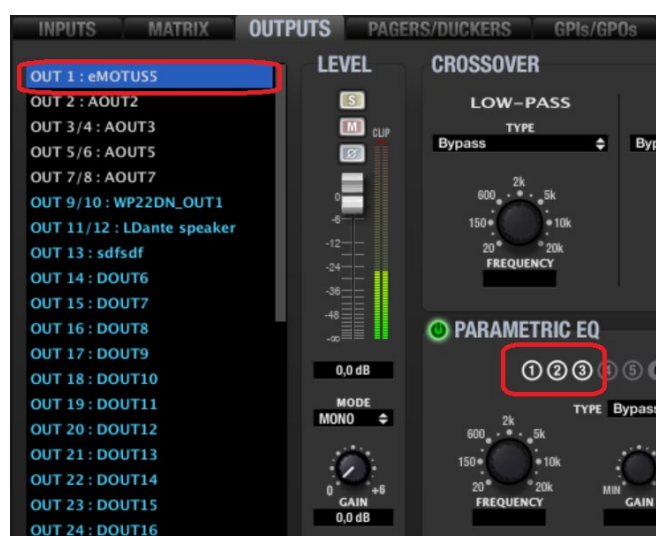 INPUTS MATRIX OUTPUTS PAGERS/DUCKERS GPIs/GPOs
OUT 1 : eMOTUS5
OUT 2 : AOUT2
OUT 3/4 : AOUT3
OUT 5/6 : AOUT5
OUT 7/8 : AOUT7
OUT 9/10 : WP22DN_OUT1
OUT 11/12 : LDante speaker
OUT 13 : sdfsdf
OUT 14 : DOUT6
OUT 15 : DOUT7
OUT 16 : DOUT8
OUT 17 : DOUT9
OUT 18 : DOUT10
OUT 19 : DOUT11
OUT 20 : DOUT12
OUT 21 : DOUT13
OUT 22 : DOUT14
OUT 23 : DOUT15
OUT 24 : DOUT16
LEVEL
S
M
CLIP
0
-6
-12
-24
-36
-48
-∞
0,0 dB
MODE
MONO
0 +6
GAIN
0,0 dB
CROSSOVER
LOW-PASS
TYPE
Bypass Byp
2k
600 5k
150 10k
20 20k
FREQUENCY
PARAMETRIC EQ
1 2 3 4 5
TYPE Bypass
2k
600 5k
150 10k
20 20k MIN
FREQUENCY GAIN